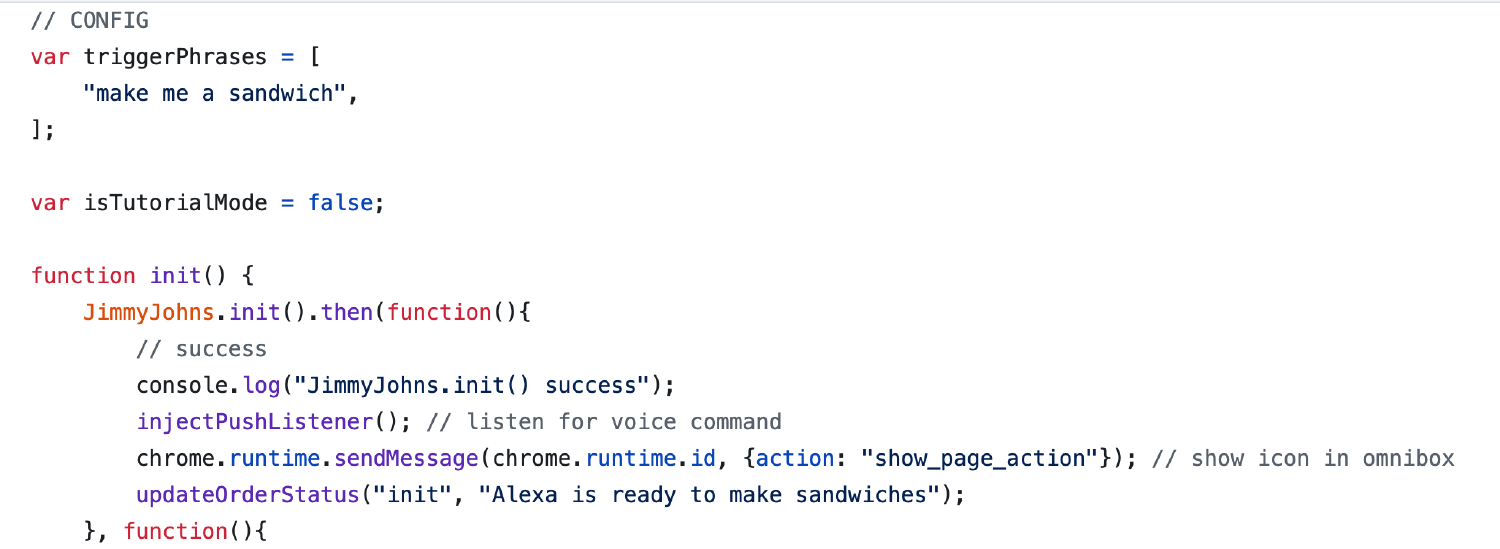 // CONFIG
var triggerPhrases = [
    "make me a sandwich",
];

var isTutorialMode = false;

function init() {
    JimmyJohns.init().then(function(){
        // success
        console.log("JimmyJohns.init() success");
        injectPushListener(); // listen for voice command
        chrome.runtime.sendMessage(chrome.runtime.id, {action: "show_page_action"}); // show icon in omnibox
        updateOrderStatus("init", "Alexa is ready to make sandwiches");
    }, function(){